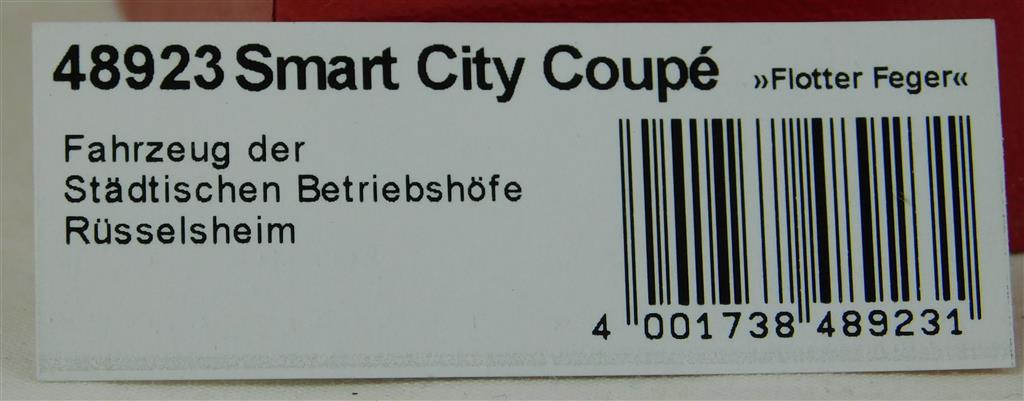 48923 Smart City Coupé »Flotter Feger«
Fahrzeug der
Städtischen Betriebshöfe
Rüsselsheim
4 001738 489231